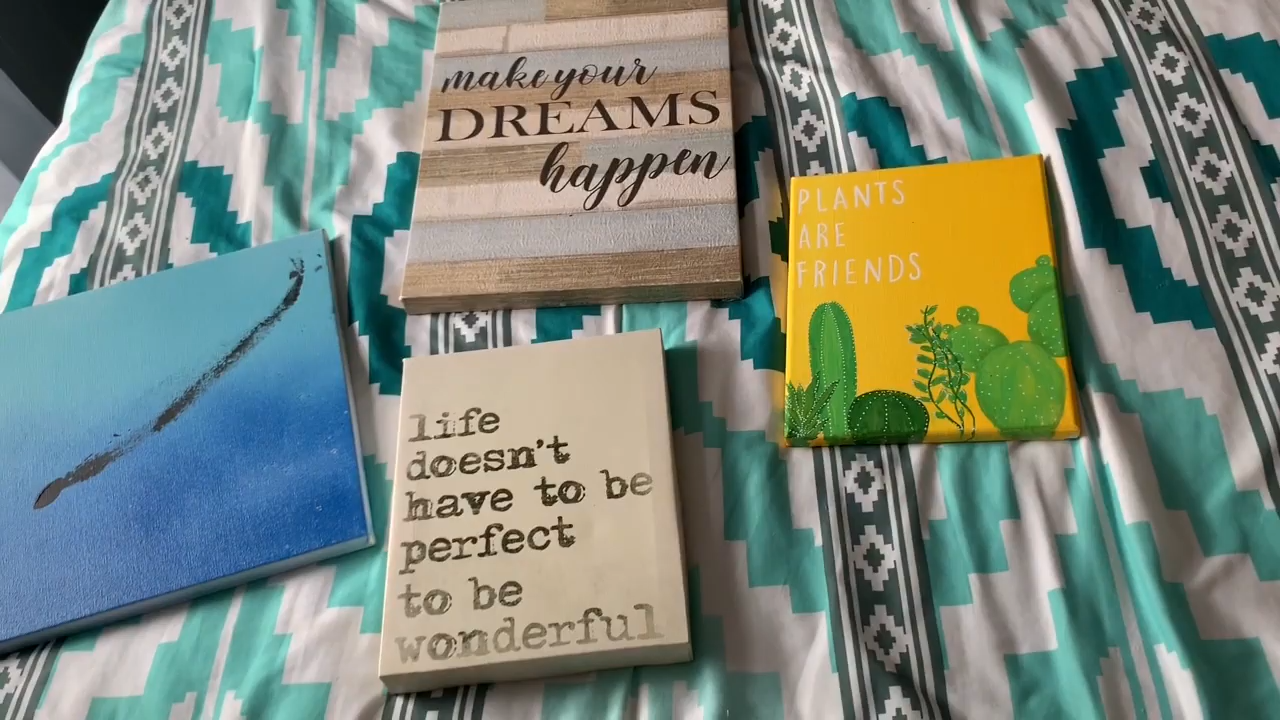 make your
DREAMS
happen
PLANTS
ARE
FRIENDS
life
doesn't
have to be
perfect
to be
wonderful